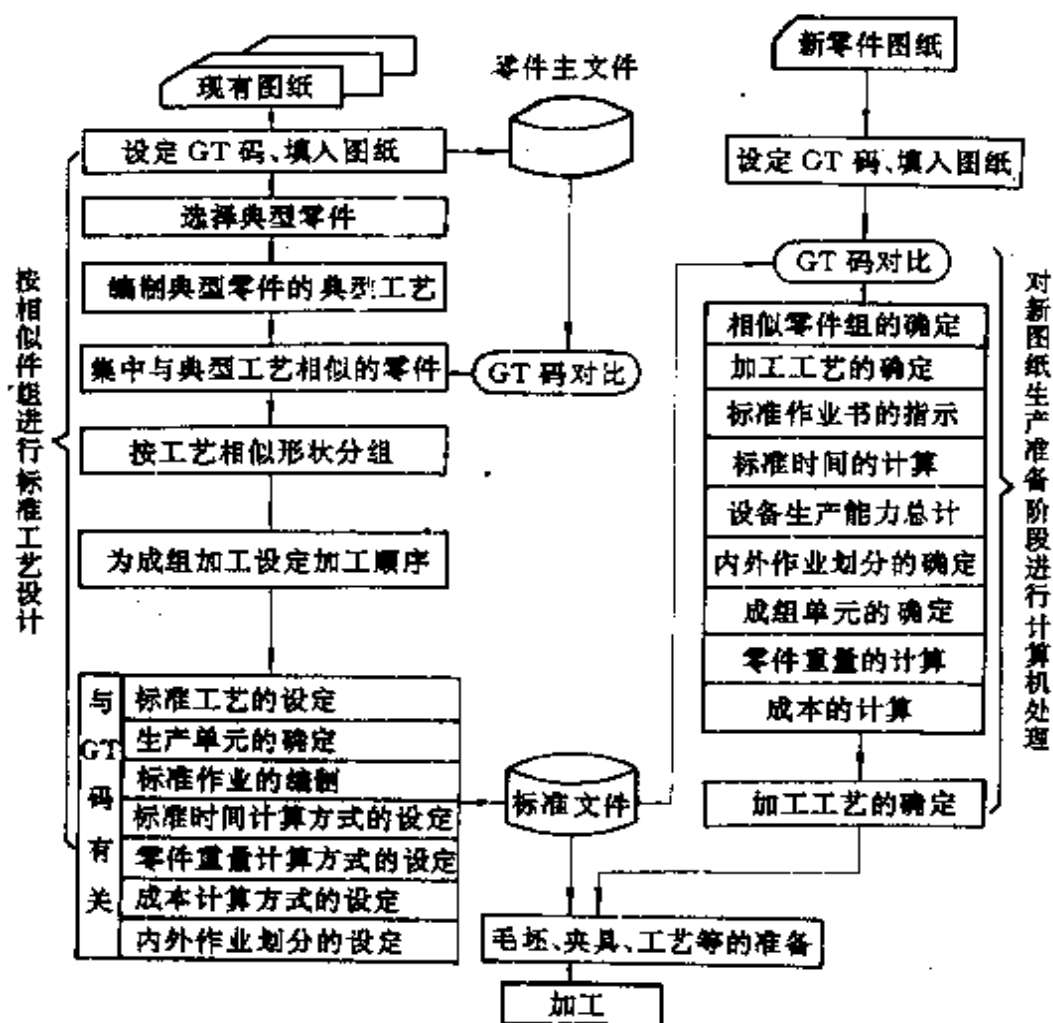 现有图纸
设定 GT 码、填入图纸
选择典型零件
编制典型零件的典型工艺
集中与典型工艺相似的零件
按工艺相似形状分组
为成组加工设定加工顺序
按相似件组进行标准工艺设计
与GT码有关
标准工艺的设定
生产单元的确定
标准作业的编制
标准时间计算方式的设定
零件重量计算方式的设定
成本计算方式的设定
内外作业划分的设定
零件主文件
GT 码对比
标准文件
新零件图纸
设定 GT 码、填入图纸
GT 码对比
相似零件组的确定
加工工艺的确定
标准作业书的指示
标准时间的计算
设备生产能力总计
内外作业划分的确定
成组单元的确定
零件重量的计算
成本的计算
加工工艺的确定
对新图纸生产准备阶段进行计算机处理
毛坯、夹具、工艺等的准备
加工